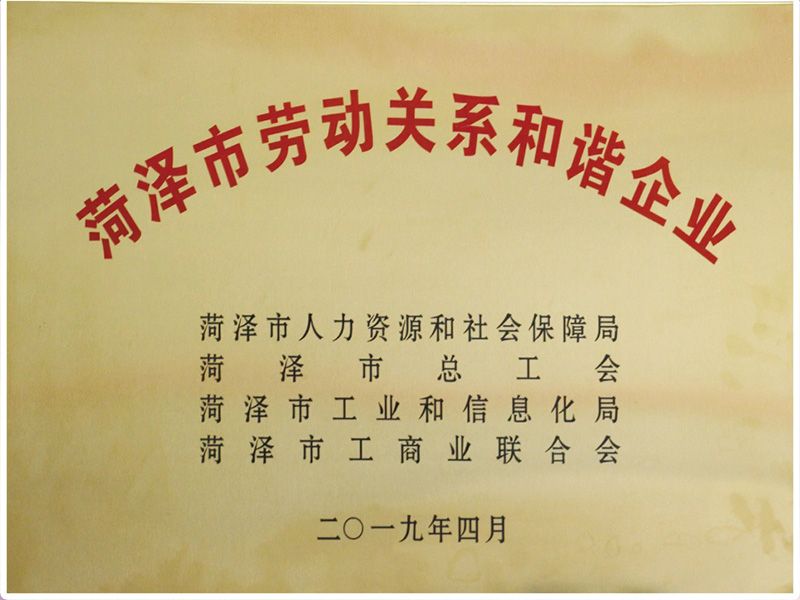 菏泽市劳动关系和谐企业
菏泽市人力资源和社会保障局
菏泽市总工会
菏泽市工业和信息化局
菏泽市工商业联合会
二〇一九年四月